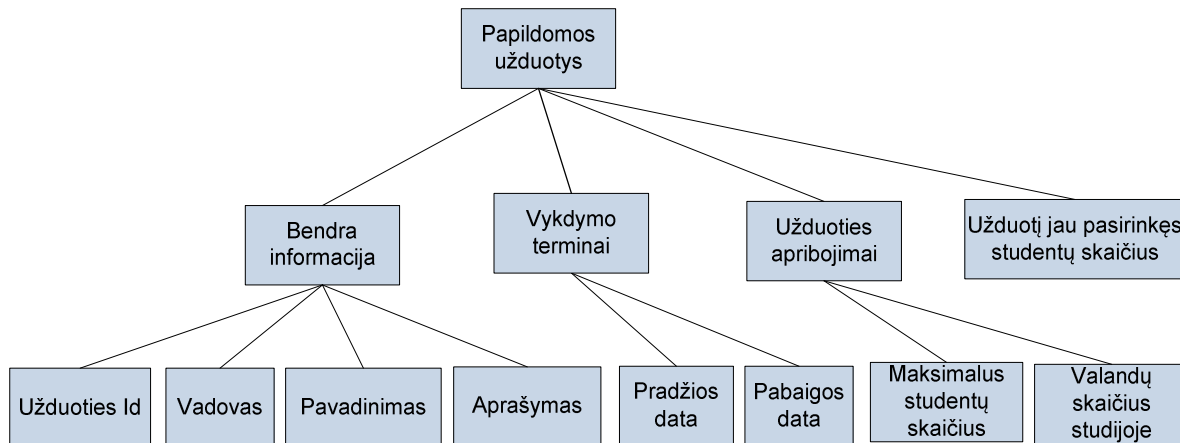 Papildomos
užduotys
Bendra
informacija
Vykdymo
terminai
Užduoties
apribojimai
Užduotį jau pasirinkęs
studentų skaičius
Užduoties Id
Vadovas
Pavadinimas
Aprašymas
Pradžios
data
Pabaigos
data
Maksimalus
studentų
skaičius
Valandų
skaičius
studijoje